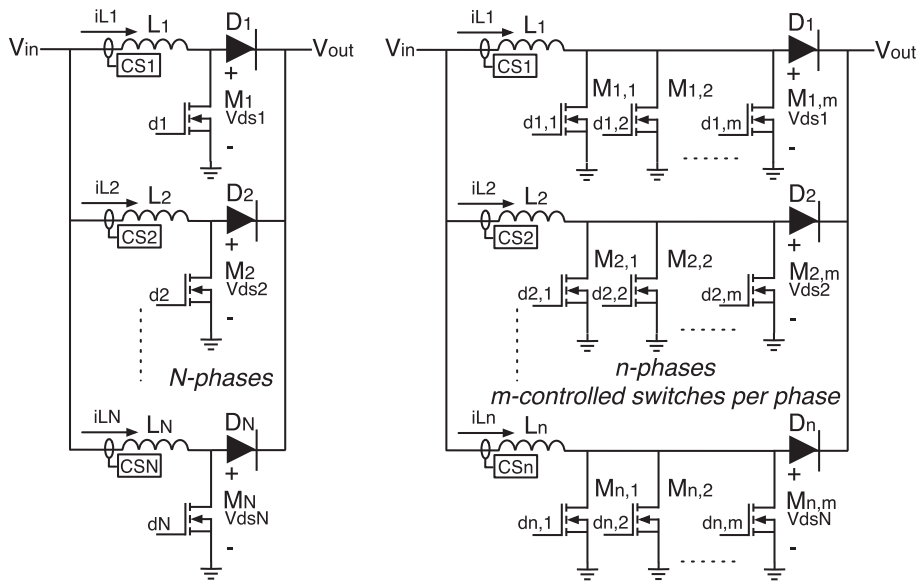 iL1
L1
D1
Vin
Vout
CS1
+
M1
Vds1
d1
-
iL2
L2
D2
CS2
+
M2
Vds2
d2
-
N-phases
iLN
LN
DN
CSN
+
MN
VdsN
dN
-
iL1
L1
D1
Vin
Vout
CS1
+
M1,1
M1,2
M1,m
Vds1
d1,1
d1,2
d1,m
-
iL2
L2
D2
CS2
+
M2,1
M2,2
M2,m
Vds2
d2,1
d2,2
d2,m
-
n-phases
m-controlled switches per phase
iLn
Ln
Dn
CSn
+
Mn,1
Mn,2
Mn,m
VdsN
dn,1
dn,2
dn,m
-